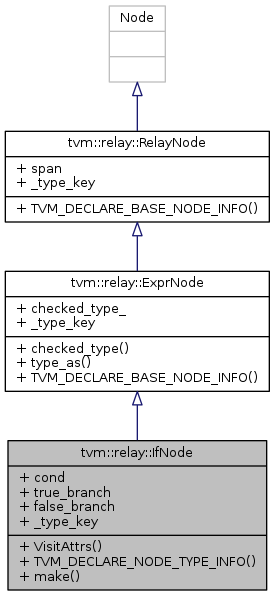 Node
tvm::relay::RelayNode
+ span
+ _type_key
+ TVM_DECLARE_BASE_NODE_INFO()
tvm::relay::ExprNode
+ checked_type_
+ _type_key
+ checked_type()
+ type_as()
+ TVM_DECLARE_BASE_NODE_INFO()
tvm::relay::IfNode
+ cond
+ true_branch
+ false_branch
+ _type_key
+ VisitAttrs()
+ TVM_DECLARE_NODE_TYPE_INFO()
+ make()